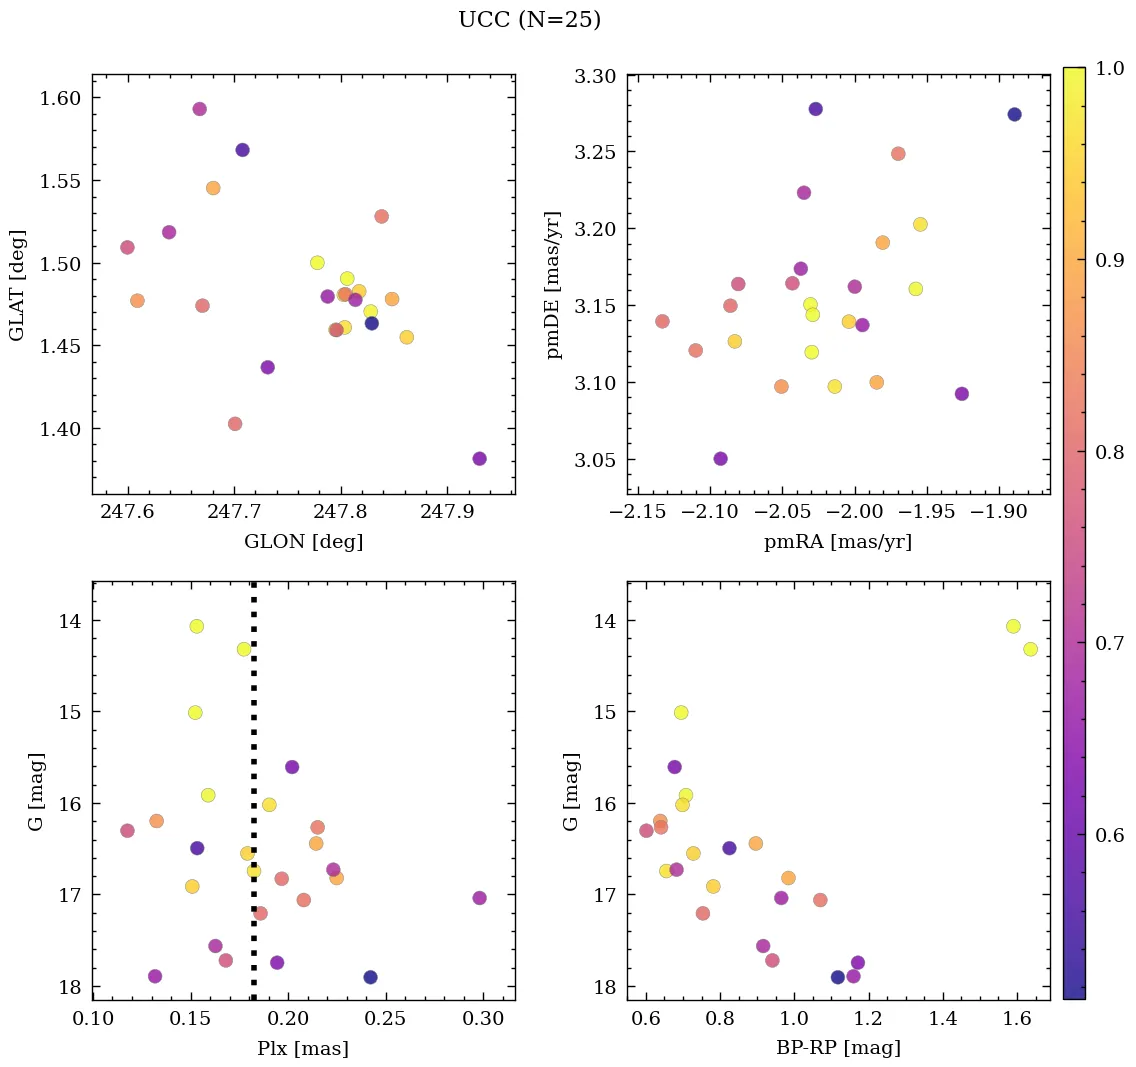 UCC (N=25)
1.60
1.55
1.50
1.45
1.40
GLAT [deg]
247.6 247.7 247.8 247.9
GLON [deg]
3.30
3.25
3.20
3.15
3.10
3.05
pmDE [mas/yr]
−2.15 −2.10 −2.05 −2.00 −1.95 −1.90
pmRA [mas/yr]
1.0
0.9
0.8
0.7
0.6
14
15
16
17
18
G [mag]
0.10 0.15 0.20 0.25 0.30
Plx [mas]
14
15
16
17
18
G [mag]
0.6 0.8 1.0 1.2 1.4 1.6
BP-RP [mag]